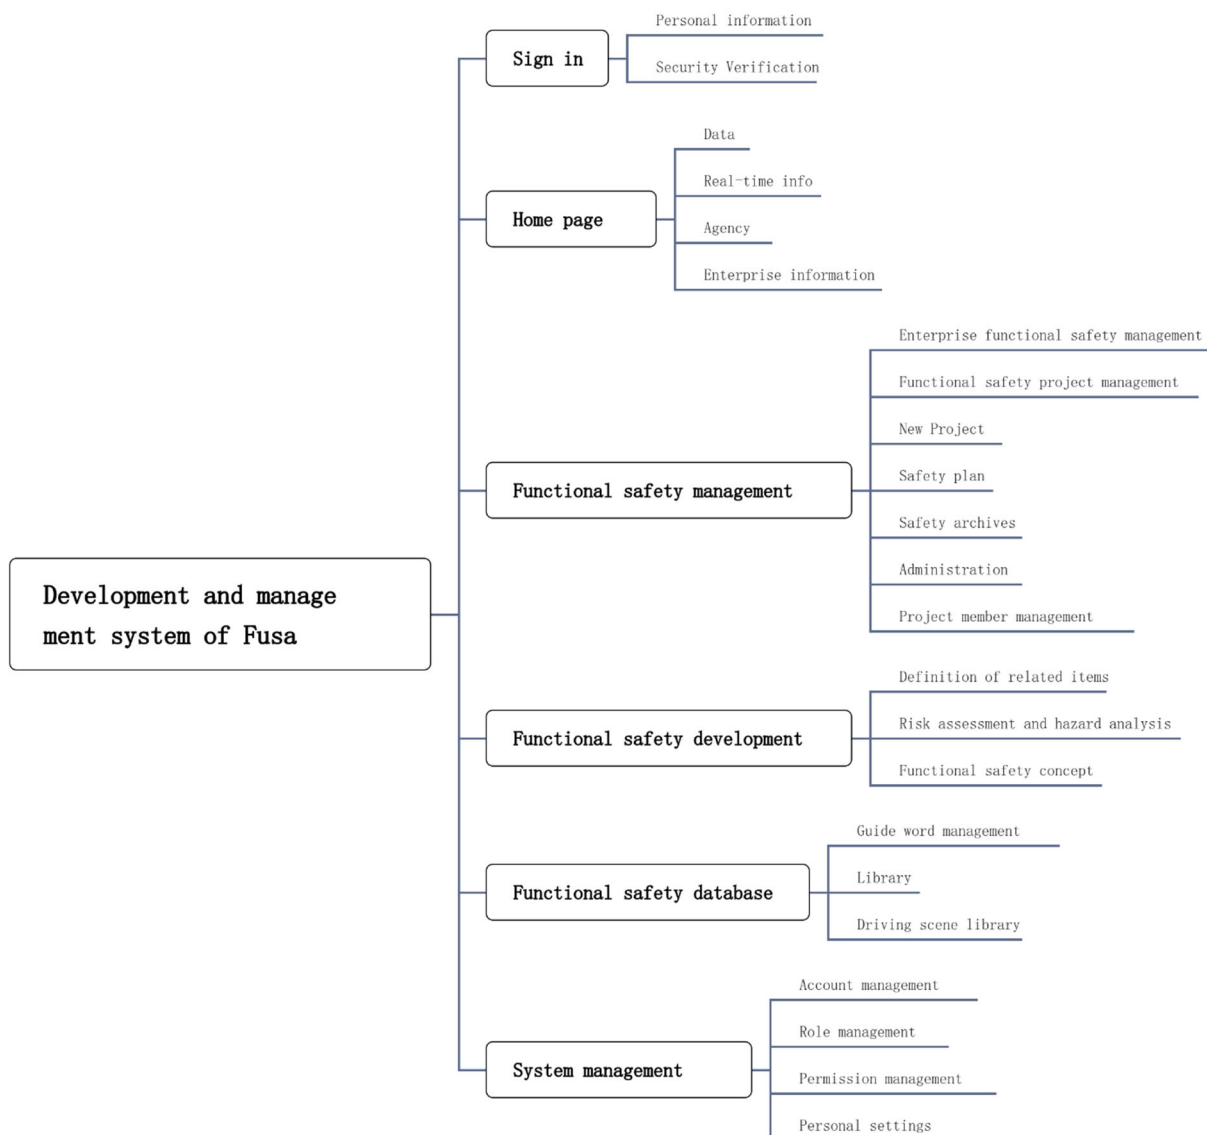 Personal information
Sign in
Security Verification
Data
Real-time info
Home page
Agency
Enterprise information
Enterprise functional safety management
Functional safety project management
New Project
Functional safety management
Safety plan
Safety archives
Administration
Project member management
Development and manage
ment system of Fusa
Definition of related items
Functional safety development
Risk assessment and hazard analysis
Functional safety concept
Guide word management
Functional safety database
Library
Driving scene library
Account management
Role management
System management
Permission management
Personal settings